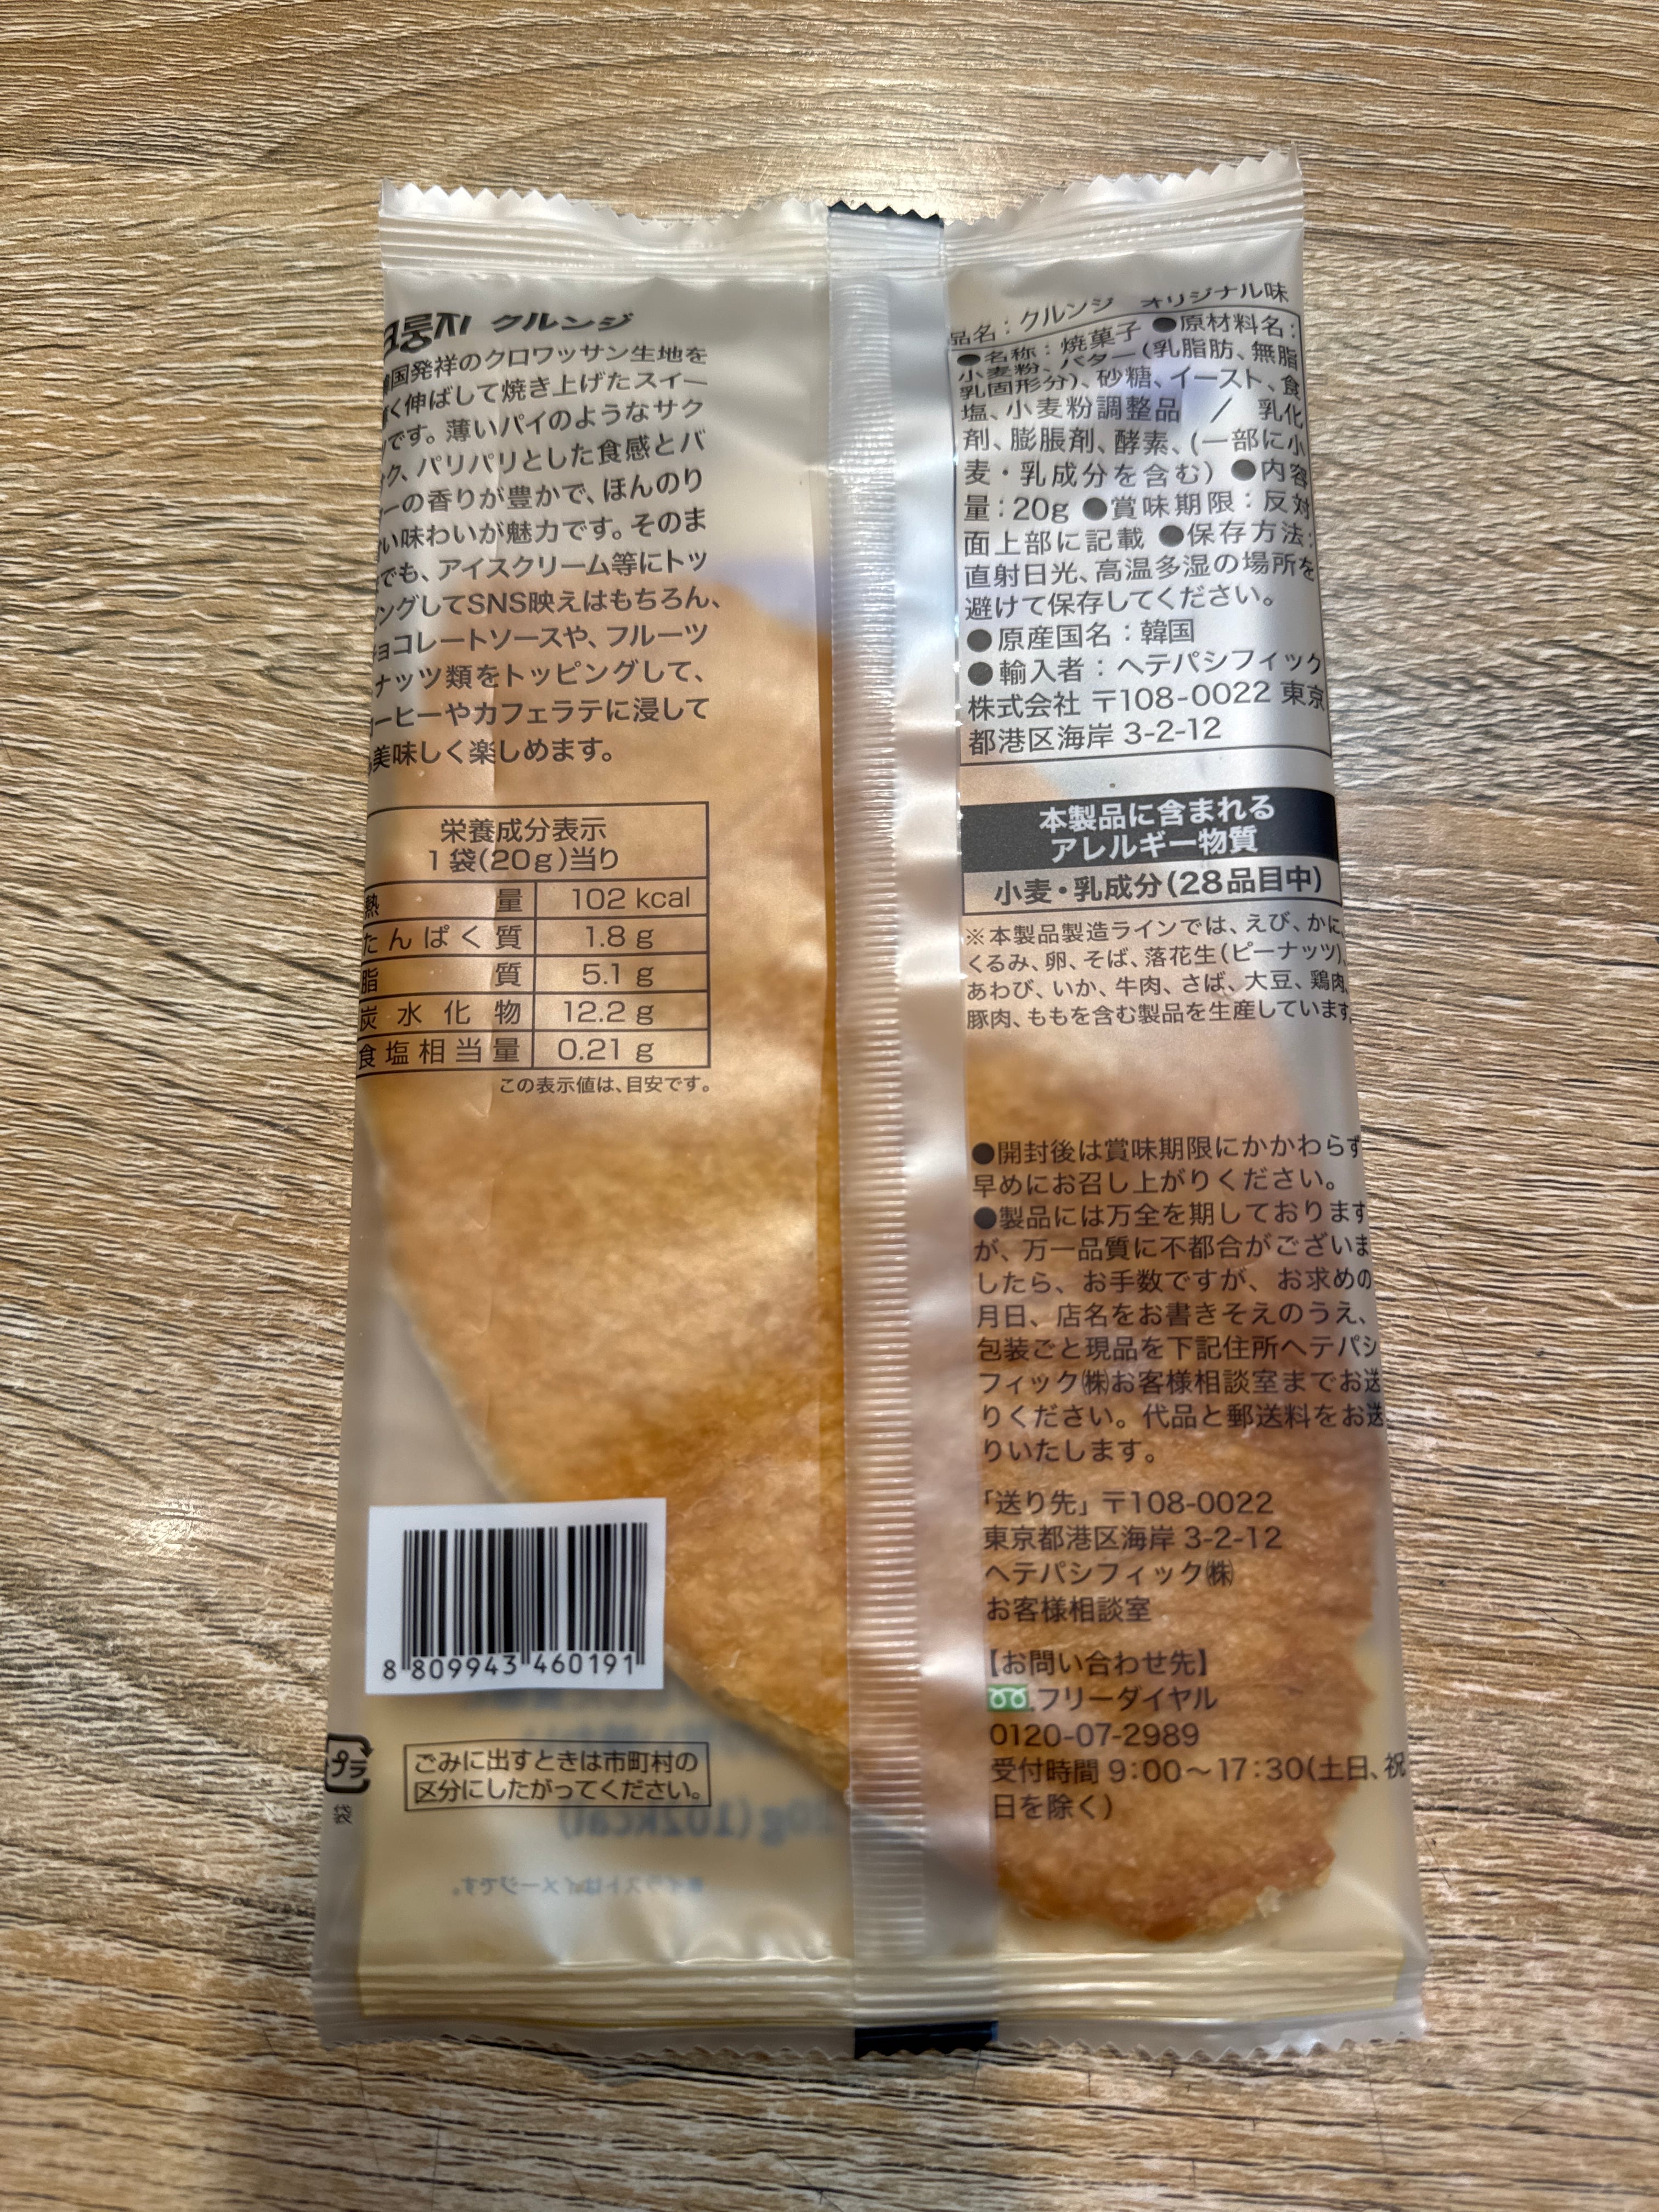 크룽지 クルンジ
国発祥のクロワッサン生地を
く伸ばして焼き上げたスイー
です。薄いパイのようなサク
ク、パリパリとした食感とバ
ーの香りが豊かで、ほんのり
い味わいが魅力です。そのま
でも、アイスクリーム等にトッ
ングしてSNS映えはもちろん、
ョコレートソースや、フルーツ
ナッツ類をトッピングして、
ーヒーやカフェラテに浸して
美味しく楽しめます。
栄養成分表示
1袋(20g)当り
熱量 102 kcal
たんぱく質 1.8 g
脂質 5.1 g
炭水化物 12.2 g
食塩相当量 0.21 g
この表示値は、目安です。
8 809943 460191
プラ
袋
ごみに出すときは市町村の
区分にしたがってください。
20g (102kcal)
※イラストはイメージです。
品名：クルンジ オリジナル味
●名称：焼菓子 ●原材料名：
小麦粉、バター(乳脂肪、無脂
乳固形分)、砂糖、イースト、食
塩、小麦粉調整品 / 乳化
剤、膨脹剤、酵素、(一部に小
麦・乳成分を含む) ●内容
量：20g ●賞味期限：反対
面上部に記載 ●保存方法：
直射日光、高温多湿の場所を
避けて保存してください。
●原産国名：韓国
●輸入者：ヘテパシフィック
株式会社 〒108-0022 東京
都港区海岸 3-2-12
本製品に含まれる
アレルギー物質
小麦・乳成分(28品目中)
※本製品製造ラインでは、えび、かに、
くるみ、卵、そば、落花生(ピーナッツ)、
あわび、いか、牛肉、さば、大豆、鶏肉、
豚肉、ももを含む製品を生産しています。
●開封後は賞味期限にかかわらず
早めにお召し上がりください。
●製品には万全を期しております
が、万一品質に不都合がございま
したら、お手数ですが、お求めの
月日、店名をお書きそえのうえ、
包装ごと現品を下記住所ヘテパシ
フィック㈱お客様相談室までお送
りください。代品と郵送料をお送
りいたします。
「送り先」〒108-0022
東京都港区海岸 3-2-12
ヘテパシフィック㈱
お客様相談室
【お問い合わせ先】
フリーダイヤル
0120-07-2989
受付時間 9：00～17：30(土日、祝
日を除く)